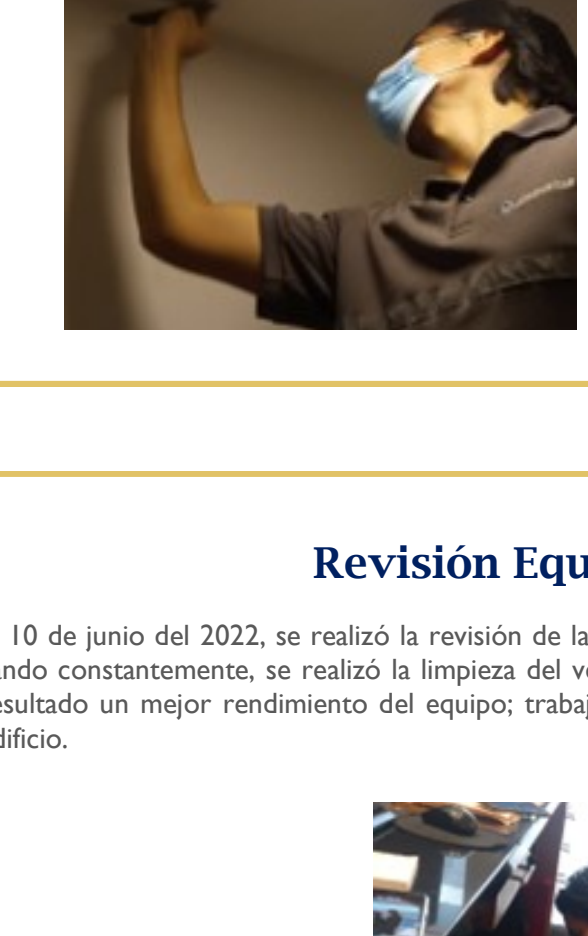 Revisión Equ
10 de junio del 2022, se realizó la revisión de la
ando constantemente, se realizó la limpieza del v
esultado un mejor rendimiento del equipo; traba
dificio.